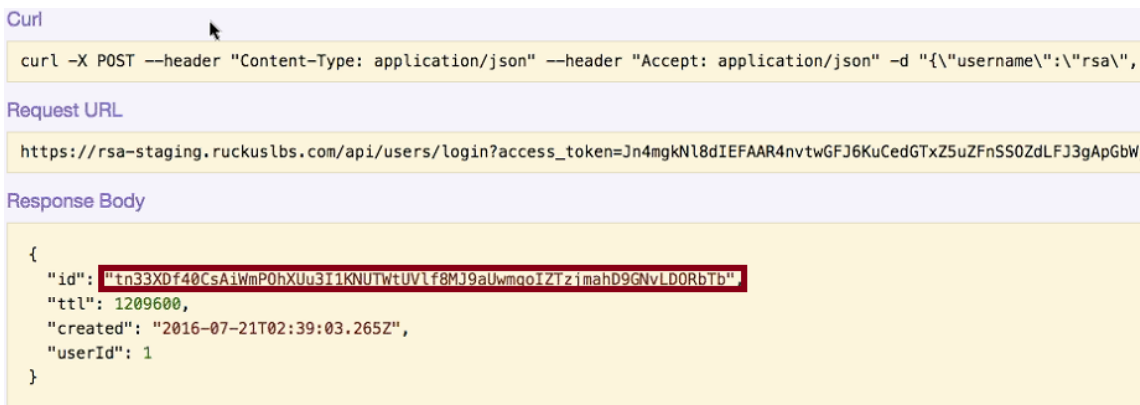 Curl
curl -X POST --header "Content-Type: application/json" --header "Accept: application/json" -d "{\"username\":\"rsa\",
Request URL
https://rsa-staging.ruckuslbs.com/api/users/login?access_token=Jn4mgkNl8dIEFAAR4nvtwGFJ6KuCedGTxZ5uZFnSSOZdLFJ3gApGbW
Response Body
{
"id": "tn33XDf40CsAiWmPOhXUu3I1KNUTWtUVlf8MJ9aUwmqoIZTzjmahD9GNvLDORbTb",
"ttl": 1209600,
"created": "2016-07-21T02:39:03.265Z",
"userId": 1
}